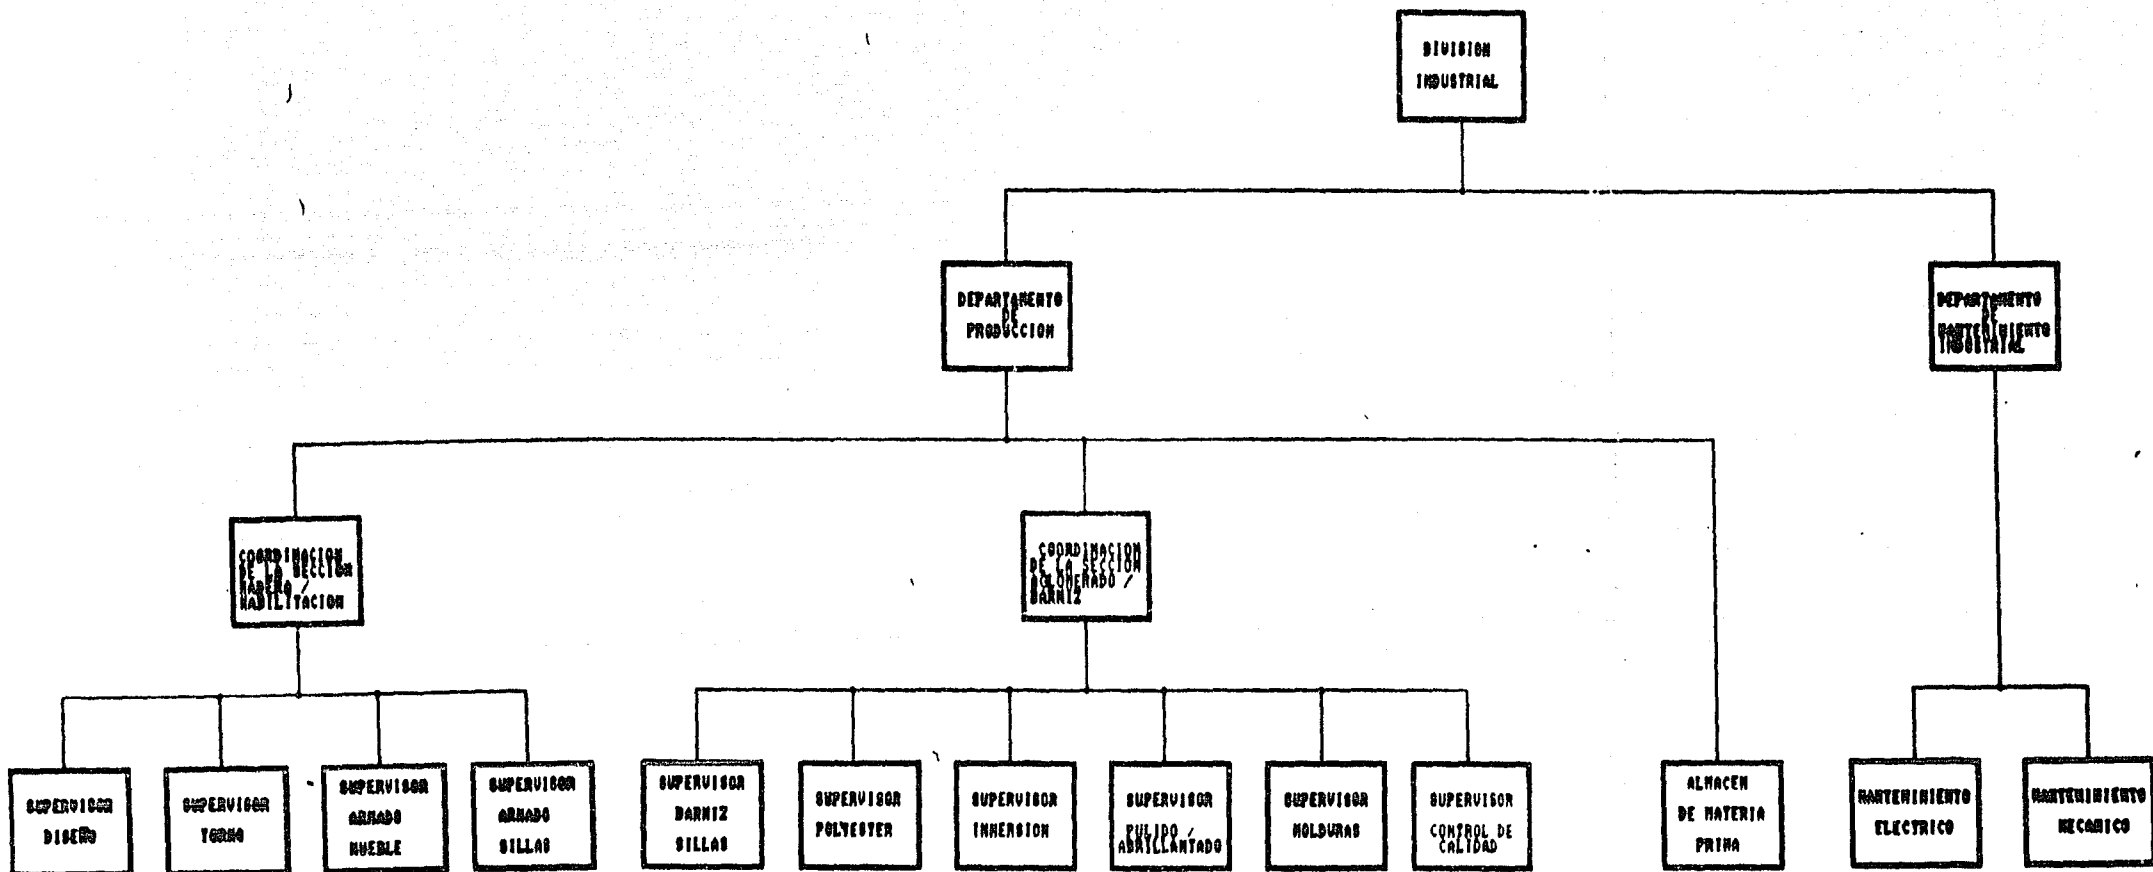 DIVISION
INDUSTRIAL
DEPARTAMENTO
DE
PRODUCCION
DEPARTAMENTO
DE
MANTENIMIENTO
INDUSTRIAL
COORDINACION
DE LA SECCION
MADERA /
HABILITACION
COORDINACION
DE LA SECCION
AGLOMERADO /
BARNIZ
SUPERVISOR
DISEÑO
SUPERVISOR
TORNO
SUPERVISOR
ARMADO
MUEBLE
SUPERVISOR
ARMADO
SILLAS
SUPERVISOR
BARNIZ
SILLAS
SUPERVISOR
POLYESTER
SUPERVISOR
INMERSION
SUPERVISOR
PULIDO /
ABRILLANTADO
SUPERVISOR
MOLDURAS
SUPERVISOR
CONTROL DE
CALIDAD
ALMACEN
DE MATERIA
PRIMA
MANTENIMIENTO
ELECTRICO
MANTENIMIENTO
MECANICO